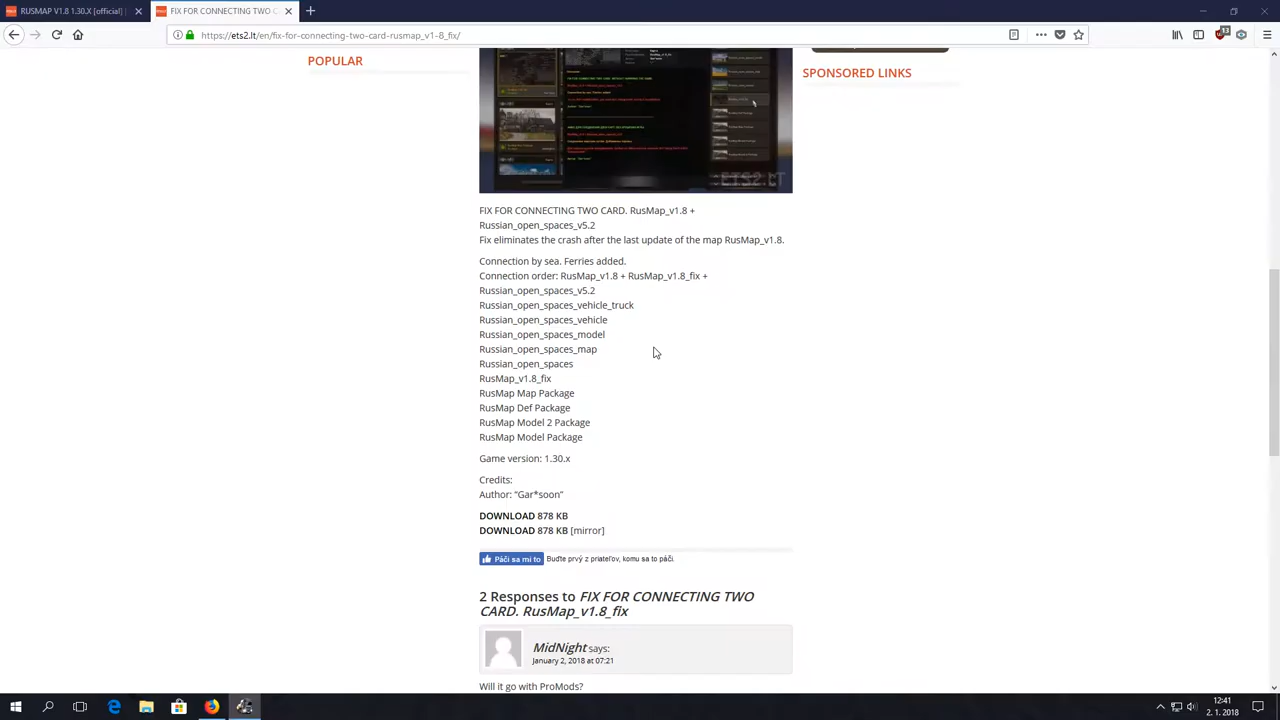 RUSMAP V1.8 1.30.X [official]
FIX FOR CONNECTING TWO C
https://ets2.lt/en/fix-for-connecting-two-card-rusmap_v1-8_fix/
13
POPULAR
SPONSORED LINKS
ETS2.LT
FIX FOR CONNECTING TWO CARD. RusMap_v1.8 +
Russian_open_spaces_v5.2
Fix eliminates the crash after the last update of the map RusMap_v1.8.
Connection by sea. Ferries added.
Connection order: RusMap_v1.8 + RusMap_v1.8_fix +
Russian_open_spaces_v5.2
Russian_open_spaces_vehicle_truck
Russian_open_spaces_vehicle
Russian_open_spaces_model
Russian_open_spaces_map
Russian_open_spaces
RusMap_v1.8_fix
RusMap Map Package
RusMap Def Package
RusMap Model 2 Package
RusMap Model Package
Game version: 1.30.x
Credits:
Author: “Gar*soon”
DOWNLOAD 878 KB
DOWNLOAD 878 KB [mirror]
Páči sa mi to Buďte prvý z priateľov, komu sa to páči.
2 Responses to FIX FOR CONNECTING TWO
CARD. RusMap_v1.8_fix
MidNight says:
January 2, 2018 at 07:21
Will it go with ProMods?
12:41
2. 1. 2018